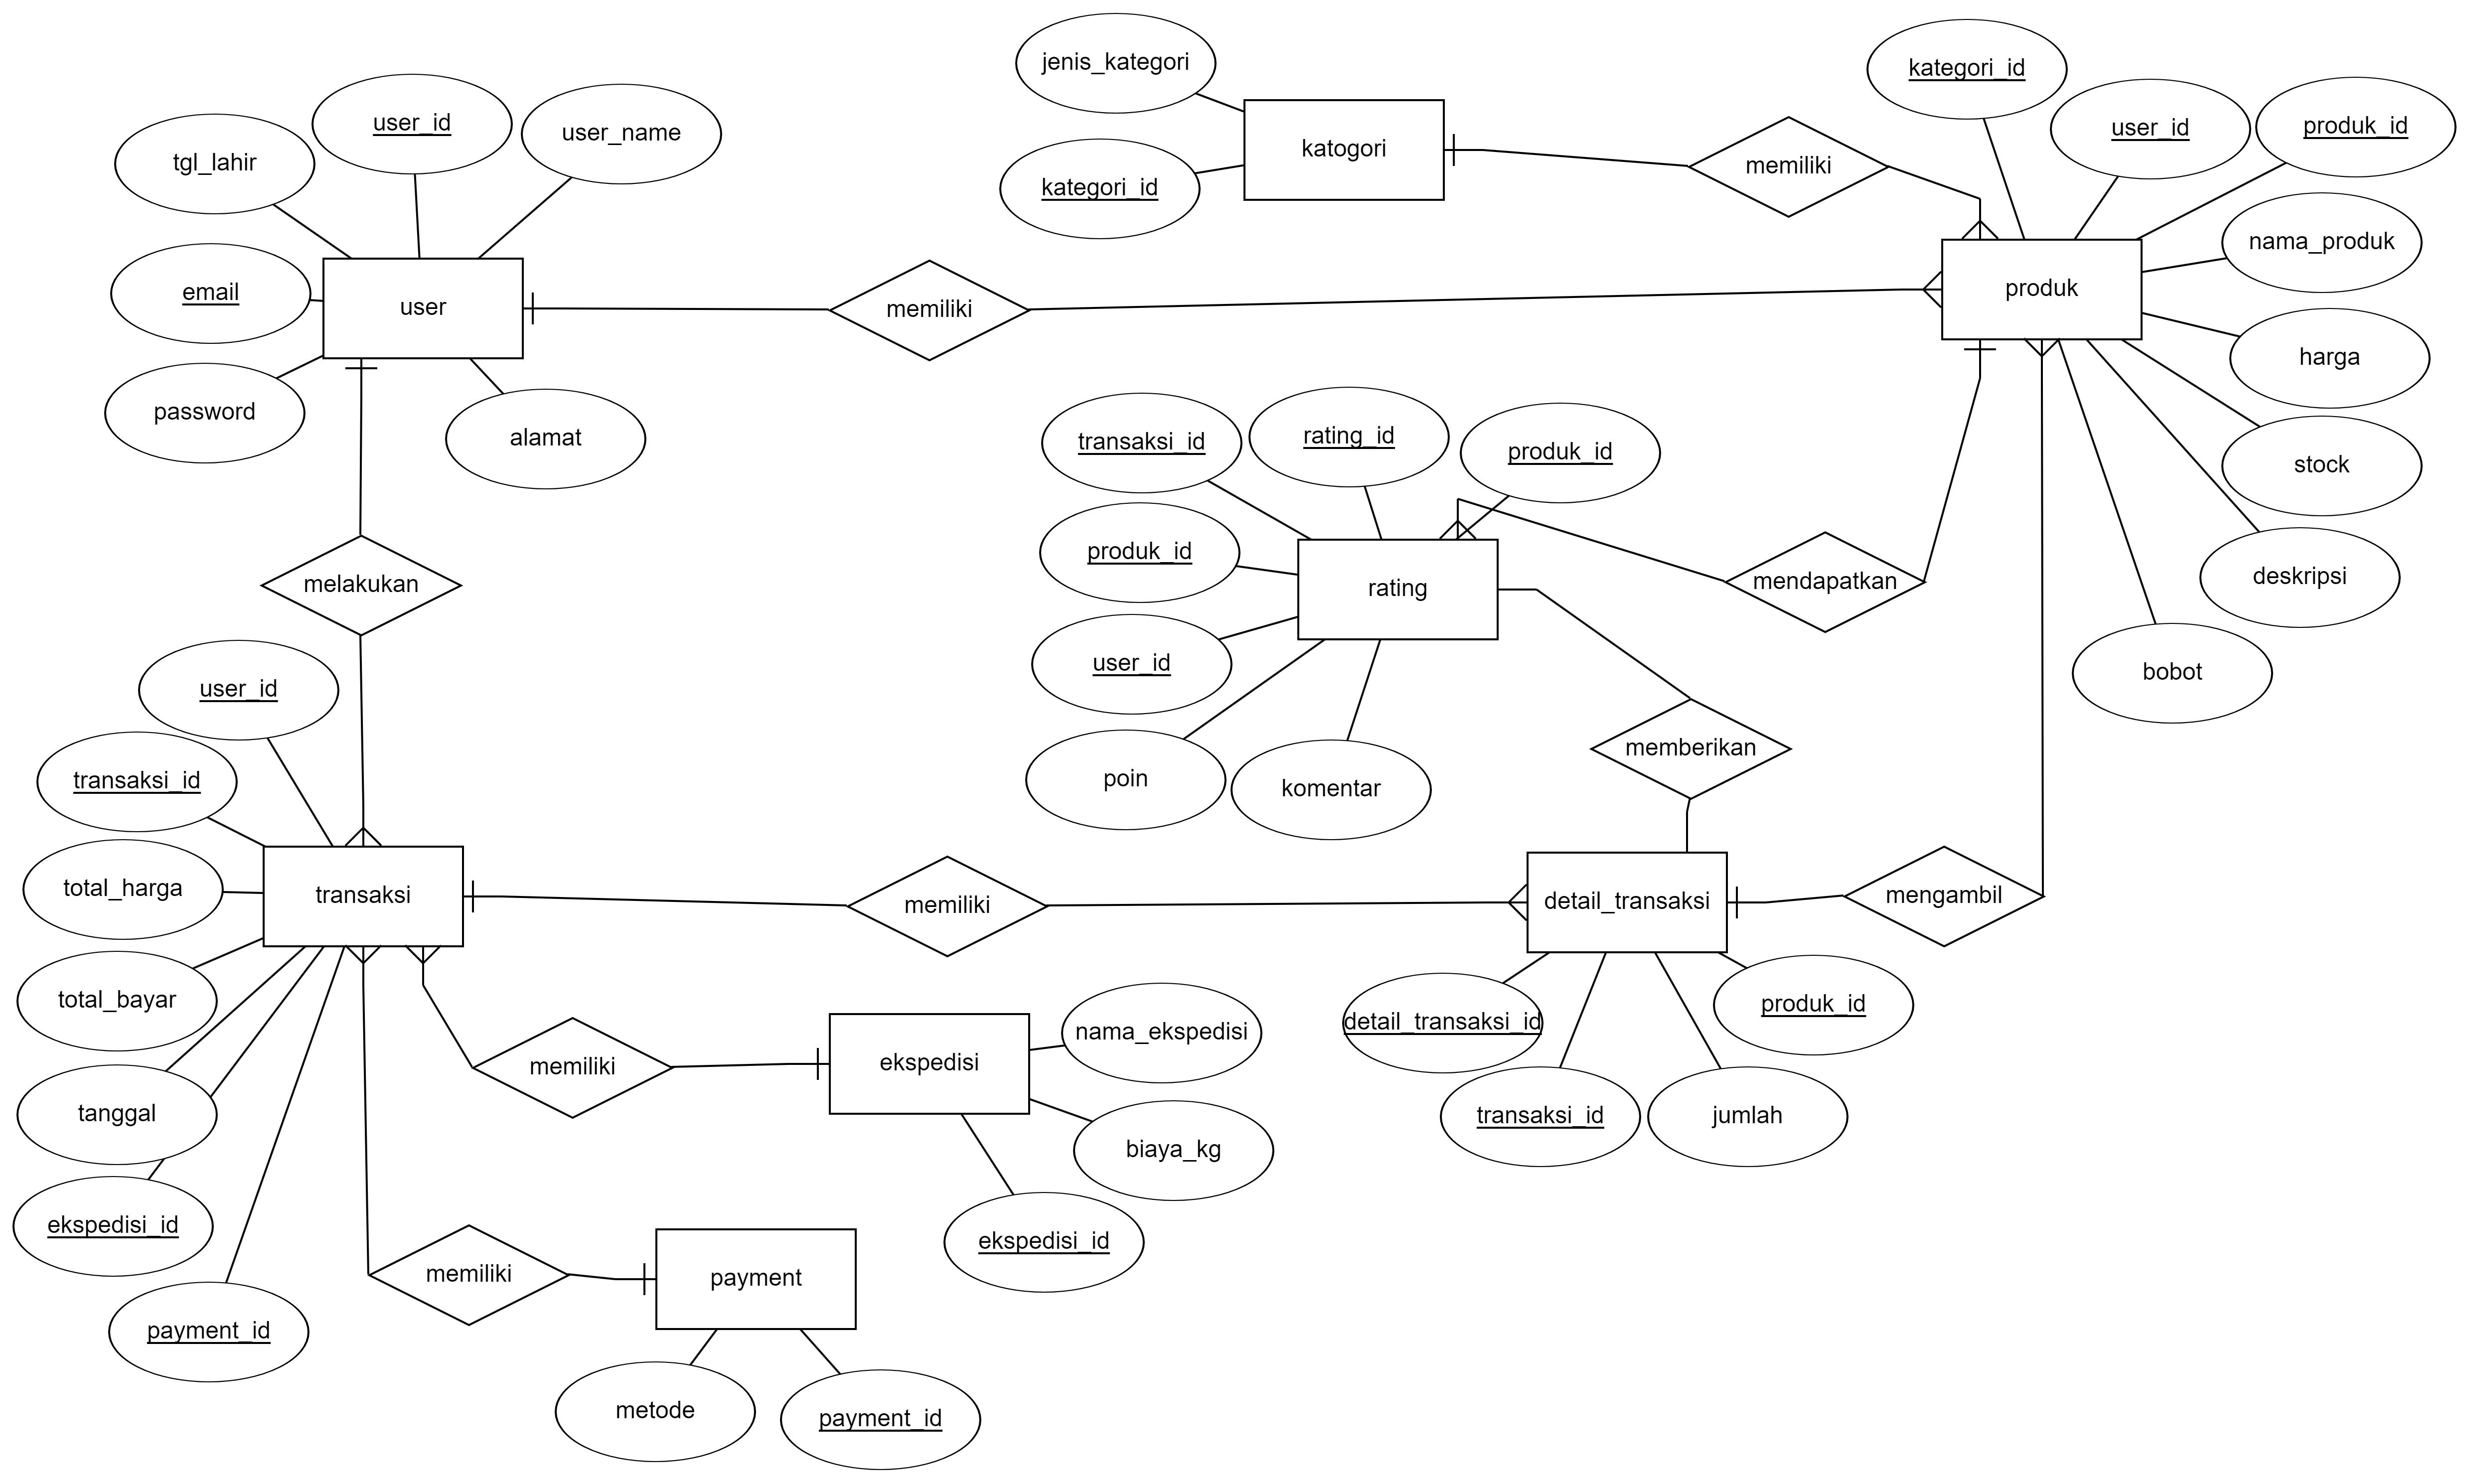 jenis_kategori
kategori_id
user_id
produk_id
user_id
user_name
tgl_lahir
katogori
memiliki
kategori_id
nama_produk
email
user
memiliki
produk
harga
password
alamat
transaksi_id
rating_id
produk_id
stock
produk_id
melakukan
rating
mendapatkan
deskripsi
user_id
user_id
bobot
transaksi_id
poin
komentar
memberikan
total_harga
transaksi
memiliki
detail_transaksi
mengambil
total_bayar
nama_ekspedisi
detail_transaksi_id
produk_id
memiliki
ekspedisi
tanggal
biaya_kg
transaksi_id
jumlah
ekspedisi_id
ekspedisi_id
memiliki
payment
payment_id
metode
payment_id